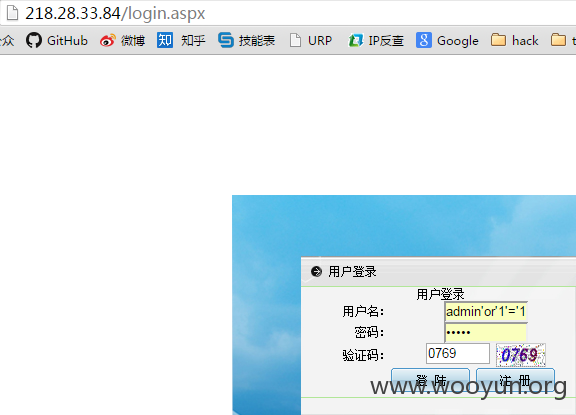 218.28.33.84/login.aspx
公众 GitHub 微博 知 知乎 技能表 URP IP反查 g Google hack t
用户登录
用户登录
用户名: admin'or'1'='1
密码: •••••
验证码: 0769 0769
登 陆 注 册
www.wooyun.org